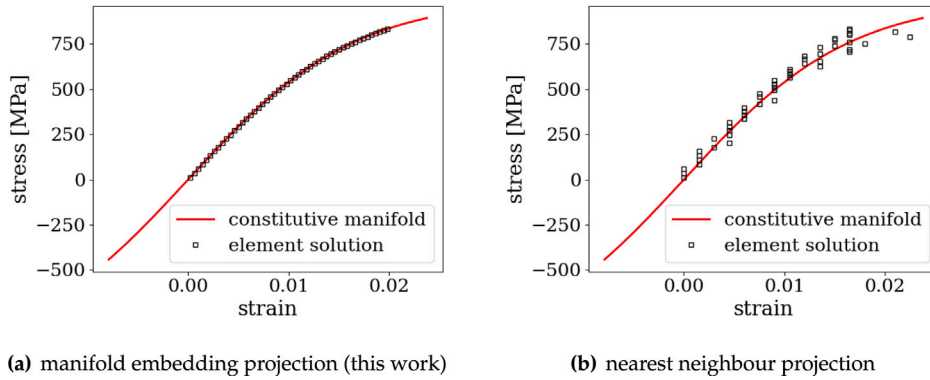 750
500
250
0
−250
−500
stress [MPa]
constitutive manifold
element solution
0.00
0.01
0.02
strain
(a) manifold embedding projection (this work)
750
500
250
0
−250
−500
stress [MPa]
constitutive manifold
element solution
0.00
0.01
0.02
strain
(b) nearest neighbour projection